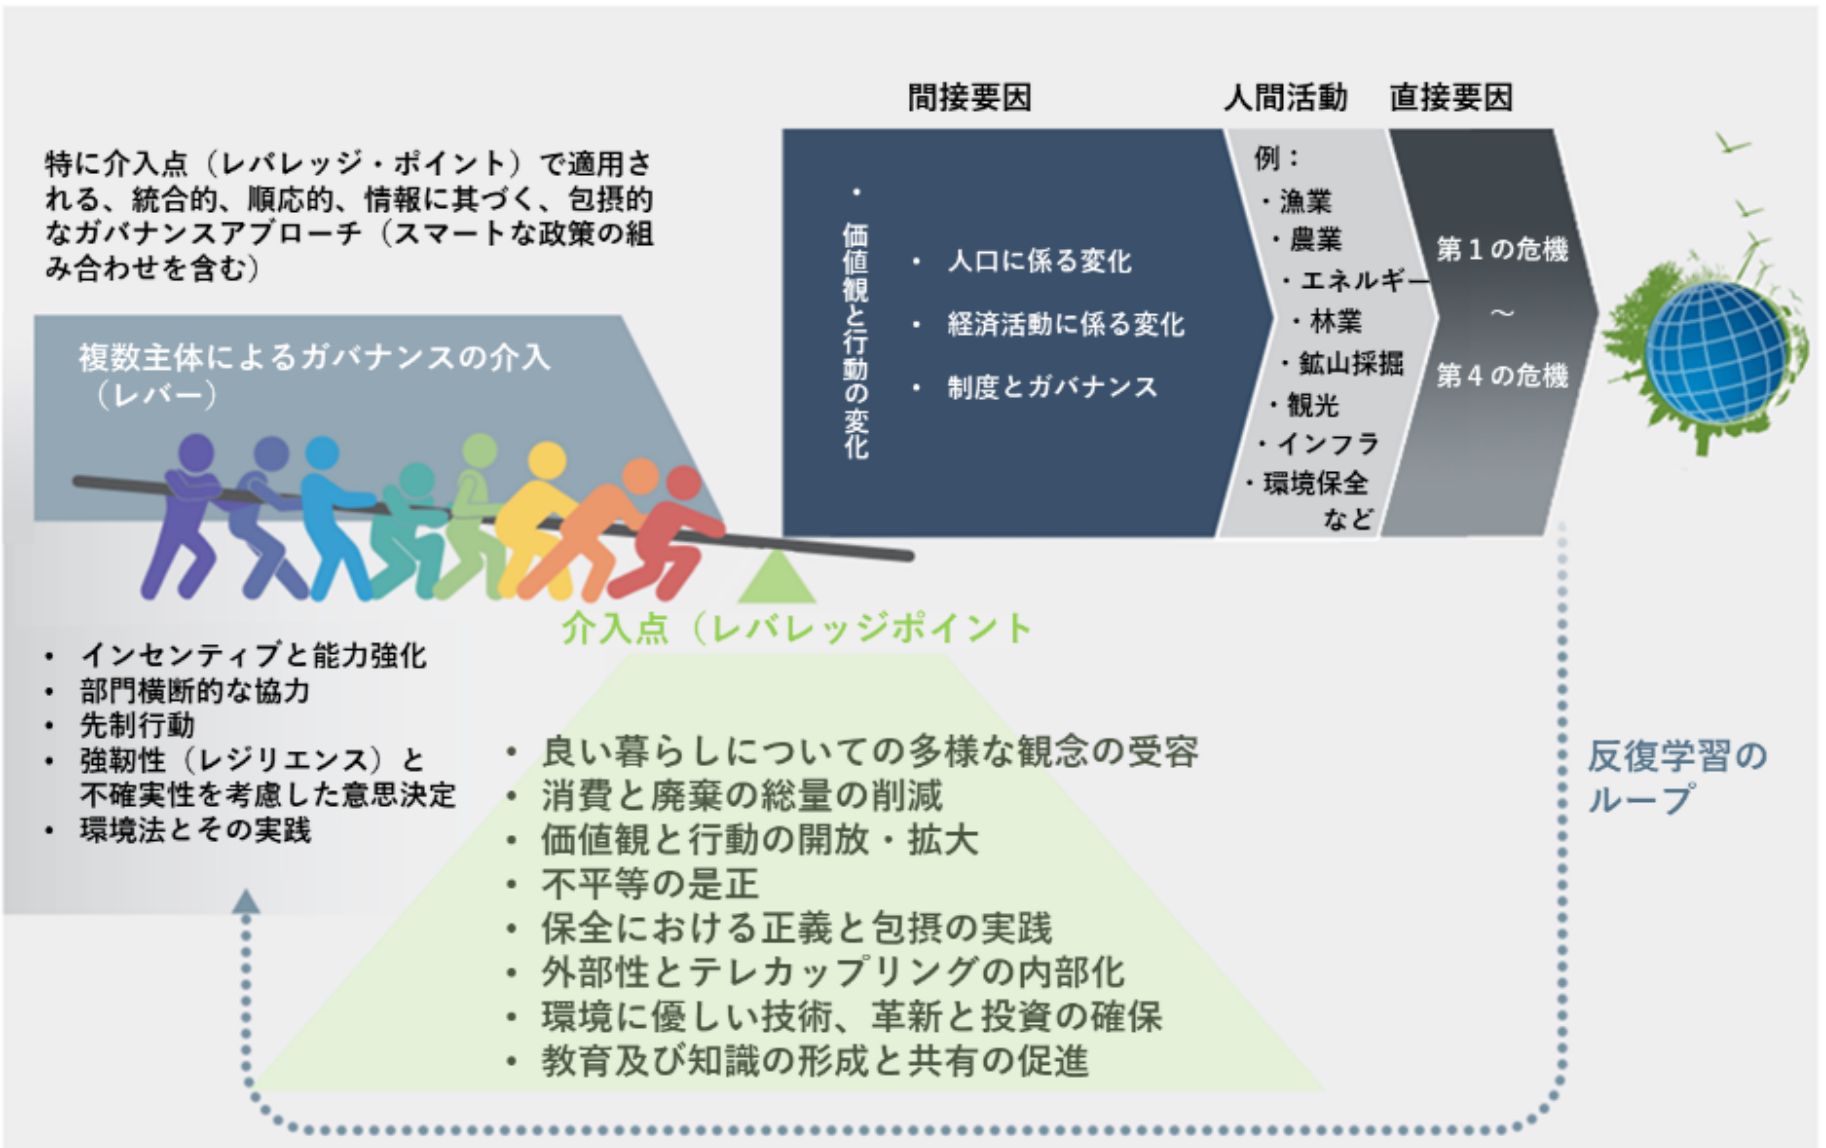 特に介入点（レバレッジ・ポイント）で適用さ
れる、統合的、順応的、情報に其づく、包摂的
なガバナンスアブローチ（スマートな政策の組
み合わせを含む）
複数主体によるガバナンスの介入
（レバー）
・インセンティブと能力強化
・部門横断的な協力
・先制行動
・強靭性（レジリエンス）と
不確実性を考慮した意思決定
・環境法とその実践
間接要因
・価値観と行動の変化
・人口に係る変化
・経済活動に係る変化
・制度とガバナンス
人間活動
例：
・漁業
・農業
・エネルギー
・林業
・鉱山採掘
・観光
・インフラ
・環境保全
など
直接要因
第1の危機
～
第4の危機
介入点（レバレッジポイント
・良い暮らしについての多様な観念の受容
・消費と廃棄の総量の削減
・価値観と行動の開放・拡大
・不平等の是正
・保全における正義と包摂の実践
・外部性とテレカップリングの内部化
・環境に優しい技術、革新と投資の確保
・教育及び知識の形成と共有の促進
反復学習の
ループ